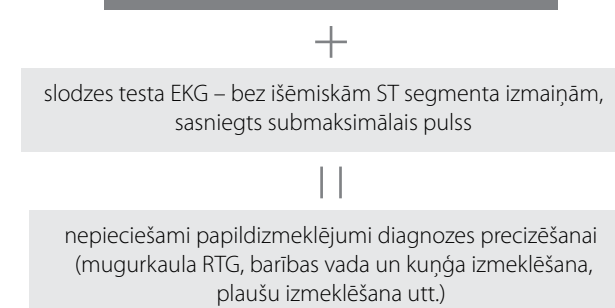 +
slodzes testa EKG – bez išēmiskām ST segmenta izmaiņām,
sasniegts submaksimālais pulss
||
nepieciešami papildizmeklējumi diagnozes precizēšanai
(mugurkaula RTG, barības vada un kuņģa izmeklēšana,
plaušu izmeklēšana utt.)